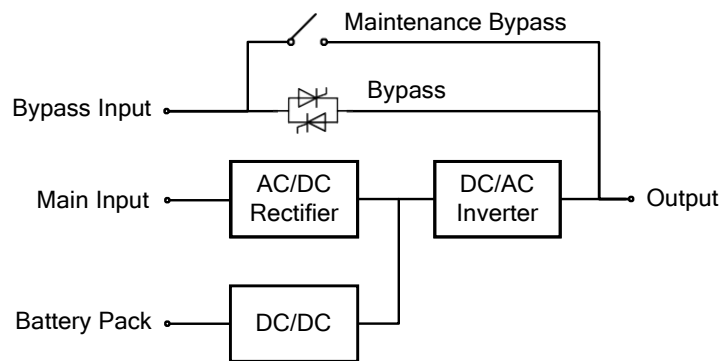 Maintenance Bypass
Bypass
Bypass Input
AC/DC
Rectifier
DC/AC
Inverter
Main Input
Output
Battery Pack
DC/DC